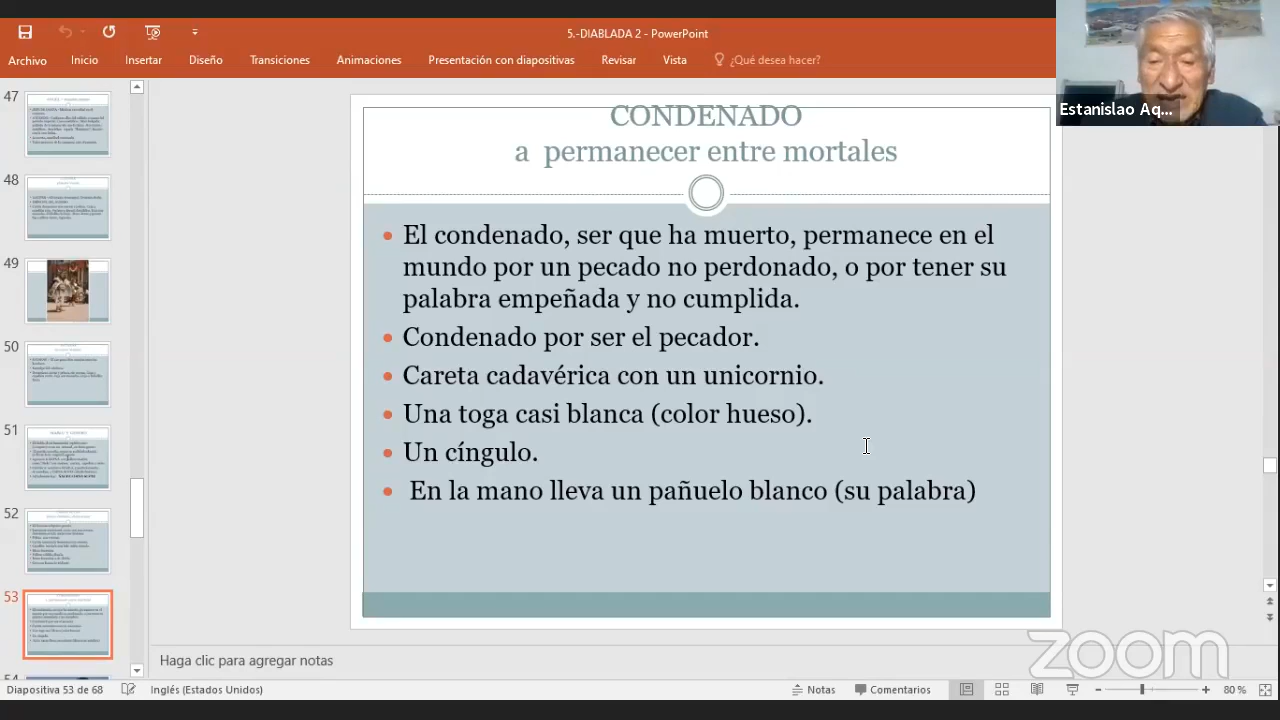 5.-DIABLADA 2 - PowerPoint
Archivo Inicio Insertar Diseño Transiciones Animaciones Presentación con diapositivas Revisar Vista ¿Qué desea hacer?
Estanislao Aq...
47
48
49
50
51
52
53
54
CONDENADO
a permanecer entre mortales
• El condenado, ser que ha muerto, permanece en el
mundo por un pecado no perdonado, o por tener su
palabra empeñada y no cumplida.
• Condenado por ser el pecador.
• Careta cadavérica con un unicornio.
• Una toga casi blanca (color hueso).
• Un cíngulo.
• En la mano lleva un pañuelo blanco (su palabra)
Haga clic para agregar notas
zoom
Diapositiva 53 de 68 Inglés (Estados Unidos) Notas Comentarios 80 %